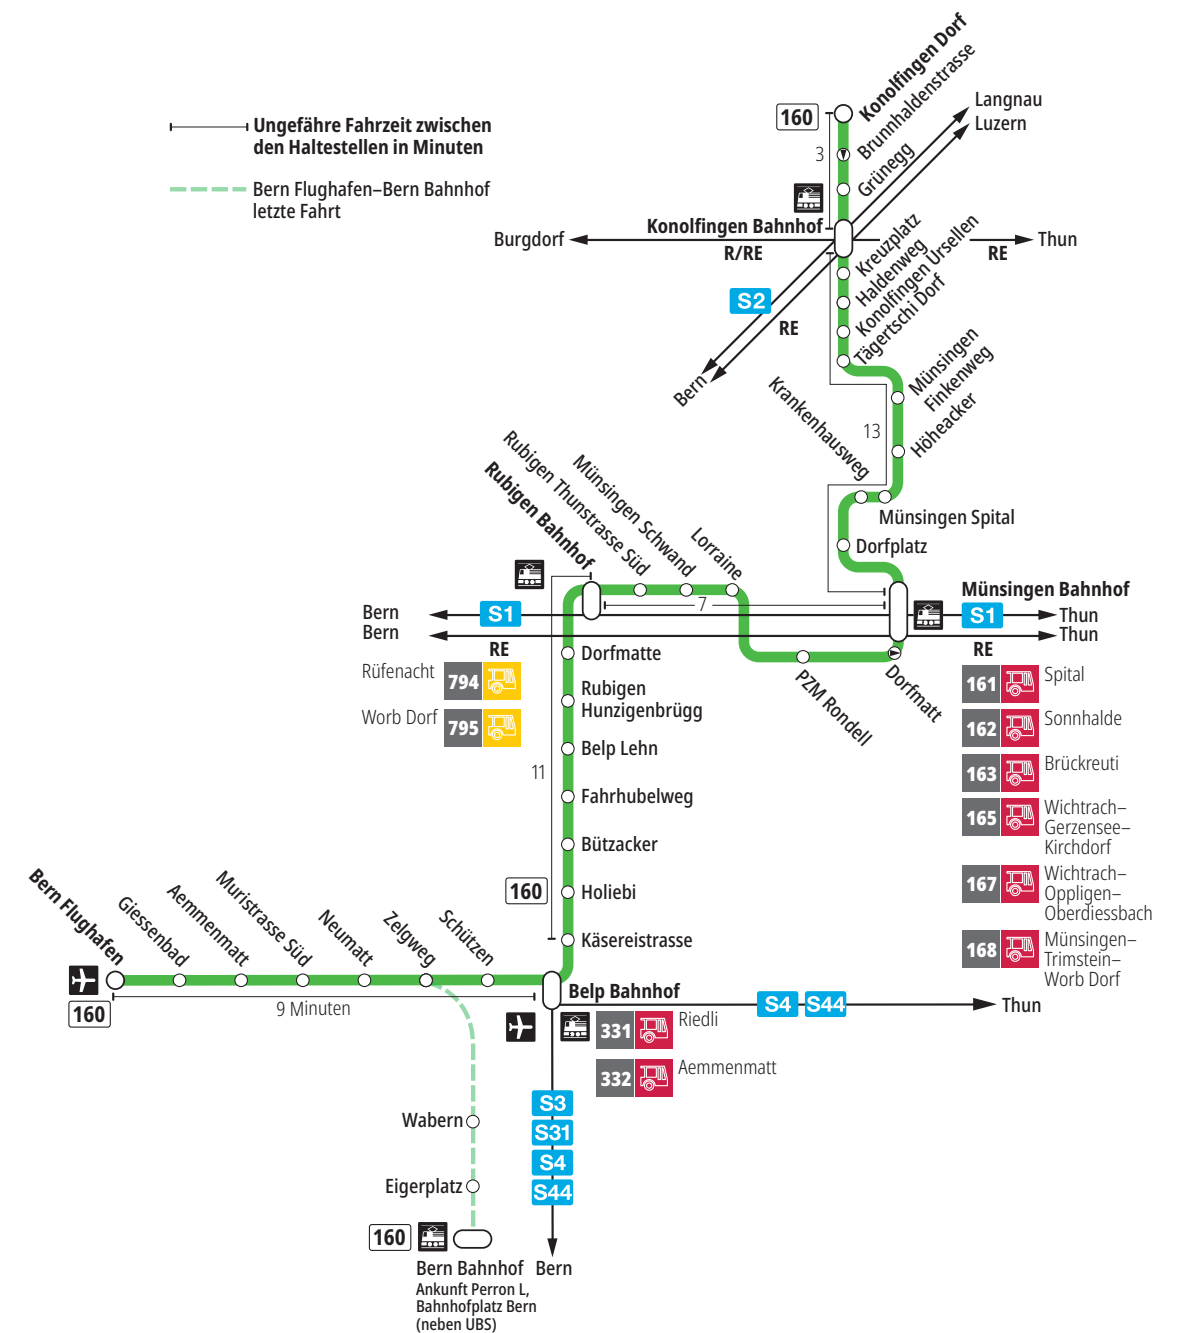 Ungefähre Fahrzeit zwischen
den Haltestellen in Minuten
Bern Flughafen–Bern Bahnhof
letzte Fahrt
160
Konolfingen Dorf
Brunnhaldenstrasse
Grünegg
3
Langnau
Luzern
Konolfingen Bahnhof
Burgdorf
R/RE
RE
Thun
S2
RE
Bern
Kreuzplatz
Haldenweg
Konolfingen Ursellen
Tägertschi Dorf
Münsingen
Finkenweg
Höheacker
13
Krankenhausweg
Münsingen Spital
Dorfplatz
Münsingen Bahnhof
Rubigen Bahnhof
Rubigen Thunstrasse Süd
Münsingen Schwand
Lorraine
7
Bern
S1
S1
Thun
Bern
Thun
RE
RE
PZM Rondell
Dorfmatt
Rüfenacht
794
Worb Dorf
795
161
Spital
162
Sonnhalde
163
Brückreuti
165
Wichtrach–
Gerzensee–
Kirchdorf
167
Wichtrach–
Oppligen–
Oberdiessbach
168
Münsingen–
Trimstein–
Worb Dorf
Dorfmatte
Rubigen
Hunzigenbrügg
Belp Lehn
11
Fahrhubelweg
Bützacker
160
Holiebi
Käsereistrasse
Bern Flughafen
Giessenbad
Aemmenmatt
Muristrasse Süd
Neumatt
Zelgweg
Schützen
160
9 Minuten
Belp Bahnhof
S4
S44
Thun
331
Riedli
332
Aemmenmatt
S3
S31
S4
S44
Bern
Wabern
Eigerplatz
160
Bern Bahnhof
Ankunft Perron L,
Bahnhofplatz Bern
(neben UBS)